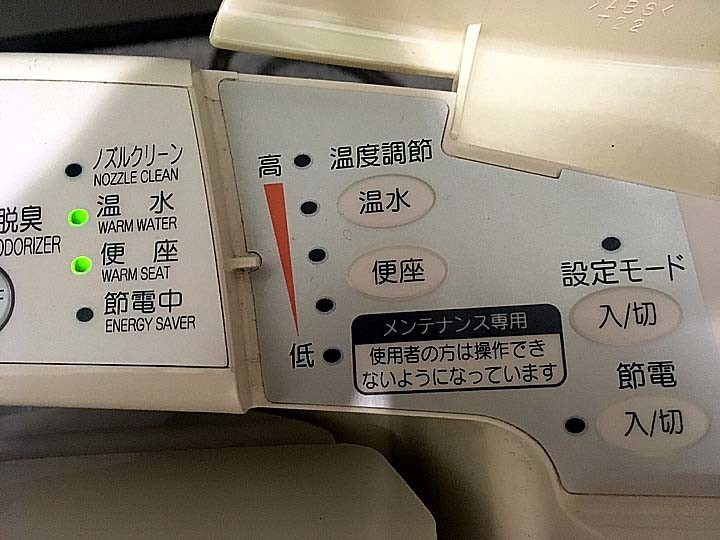 ノズルクリーン
NOZZLE CLEAN
温水
WARM WATER
脱臭
ODORIZER
便座
WARM SEAT
節電中
ENERGY SAVER
高
温度調節
温水
便座
低
メンテナンス専用
使用者の方は操作でき
ないようになっています
設定モード
入/切
節電
入/切
>ABS<